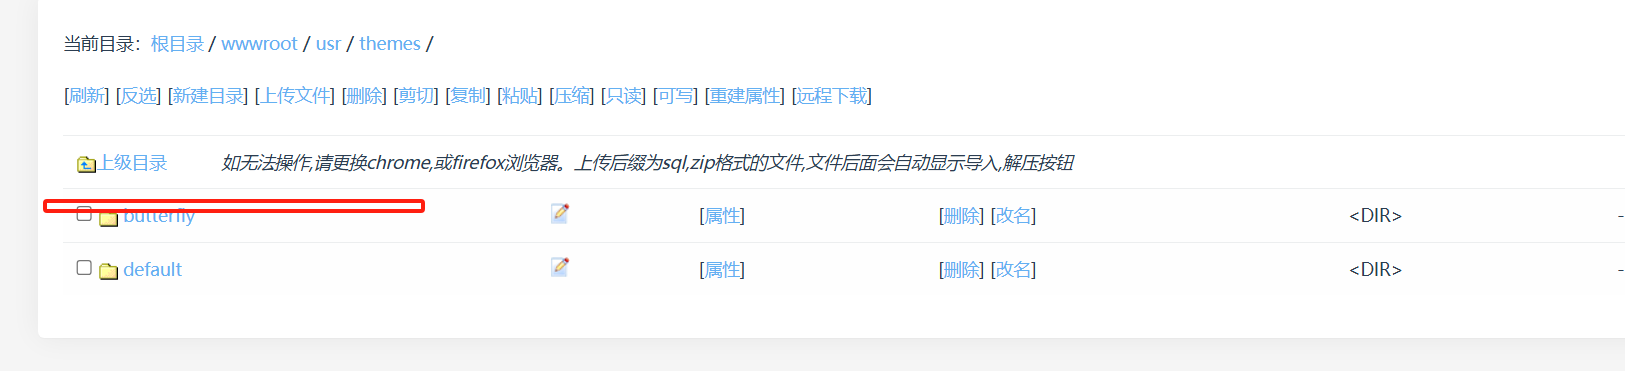 当前目录：根目录 / wwwroot / usr / themes /
[刷新] [反选] [新建目录] [上传文件] [删除] [剪切] [复制] [粘贴] [压缩] [只读] [可写] [重建属性] [远程下载]
上级目录 如无法操作,请更换chrome,或firefox浏览器。上传后缀为sql,zip格式的文件,文件后面会自动显示导入,解压按钮
butterfly [属性] [删除] [改名] <DIR> -
default [属性] [删除] [改名] <DIR> -